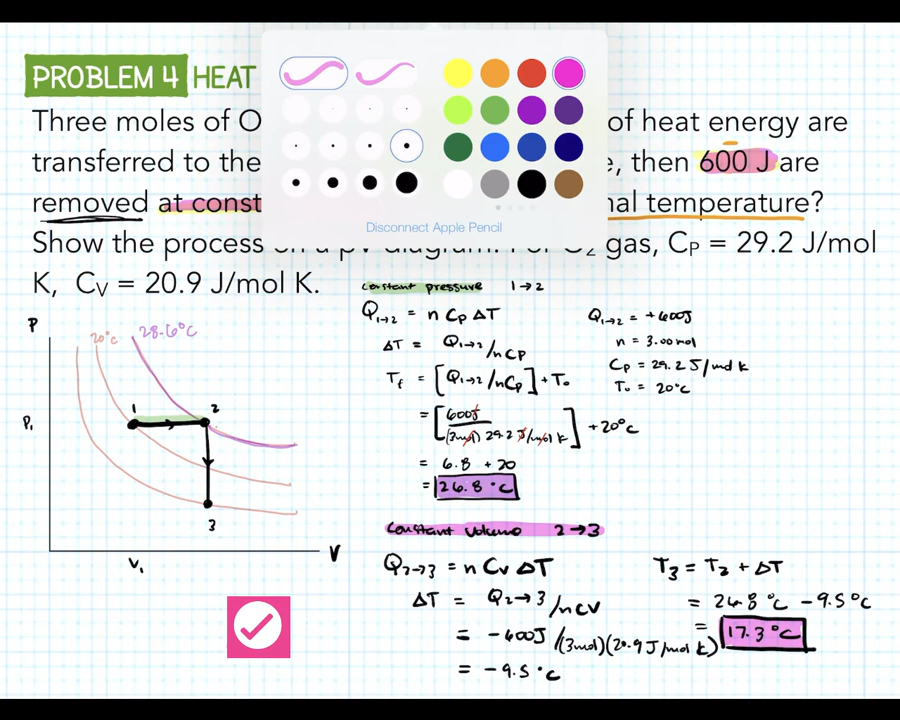 PROBLEM 4 HEAT
Three moles of O of heat energy are
transferred to the e, then 600 J are
removed at const nal temperature?
Disconnect Apple Pencil
Show the process on a pV diagram. For O₂ gas, Cₚ = 29.2 J/mol
K, Cᵥ = 20.9 J/mol K.
P
20°C
28.6°C
1
2
P₁
3
V₁
V
Constant pressure 1→2
Q₁→₂ = n Cp ΔT
ΔT = Q₁→₂/nCp
Tf = [Q₁→₂/nCp] + T₀
= [600J/(3mol) 29.2 J/mol K] + 20°C
= 6.8 + 20
= 26.8 °C
Q₁→₂ = +600J
n = 3.00 mol
Cp = 29.2 J/mol K
T₀ = 20°C
Constant Volume 2→3
Q₂→₃ = n Cv ΔT
ΔT = Q₂→3/nCv
= -600J/(3mol)(20.9 J/mol K)
= -9.5 °C
T₃ = T₂ + ΔT
= 26.8 °C - 9.5°C
= 17.3°C